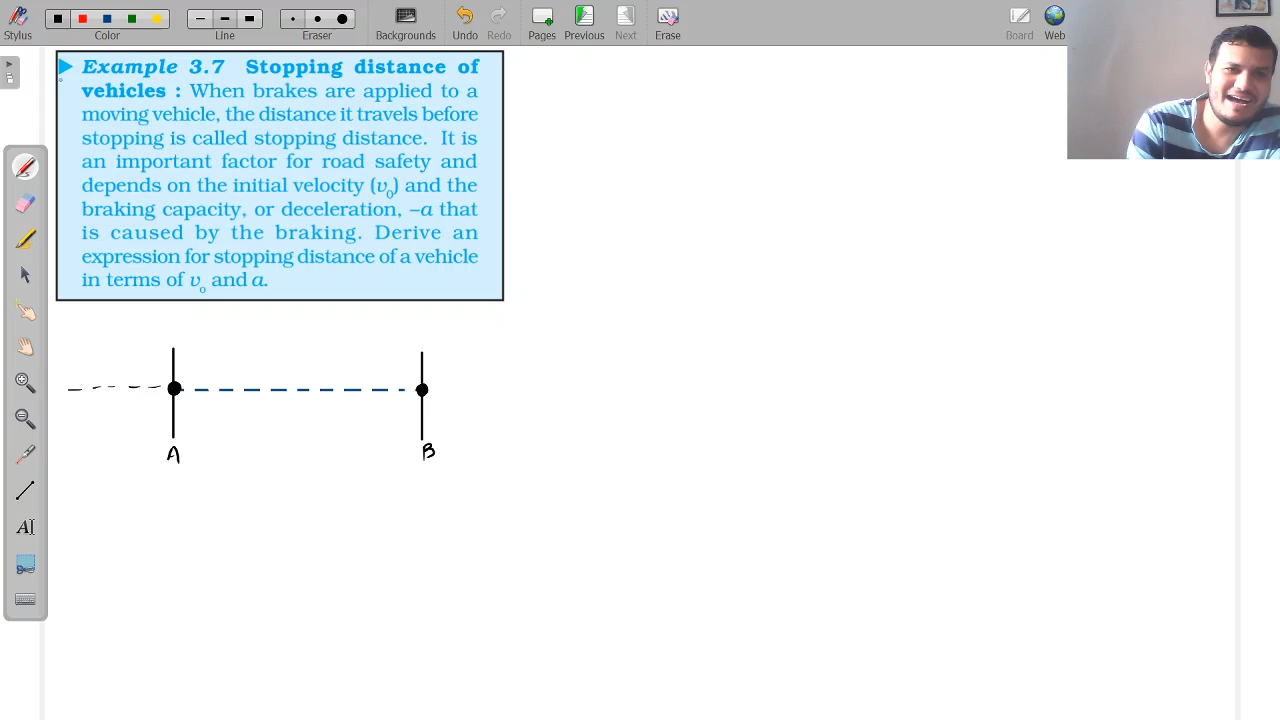 Stylus
Color
Line
Eraser
Backgrounds
Undo
Redo
Pages
Previous
Next
Erase
Board
Web
Example 3.7 Stopping distance of
vehicles : When brakes are applied to a
moving vehicle, the distance it travels before
stopping is called stopping distance. It is
an important factor for road safety and
depends on the initial velocity (v₀) and the
braking capacity, or deceleration, –a that
is caused by the braking. Derive an
expression for stopping distance of a vehicle
in terms of vₒ and a.
A
B
AI